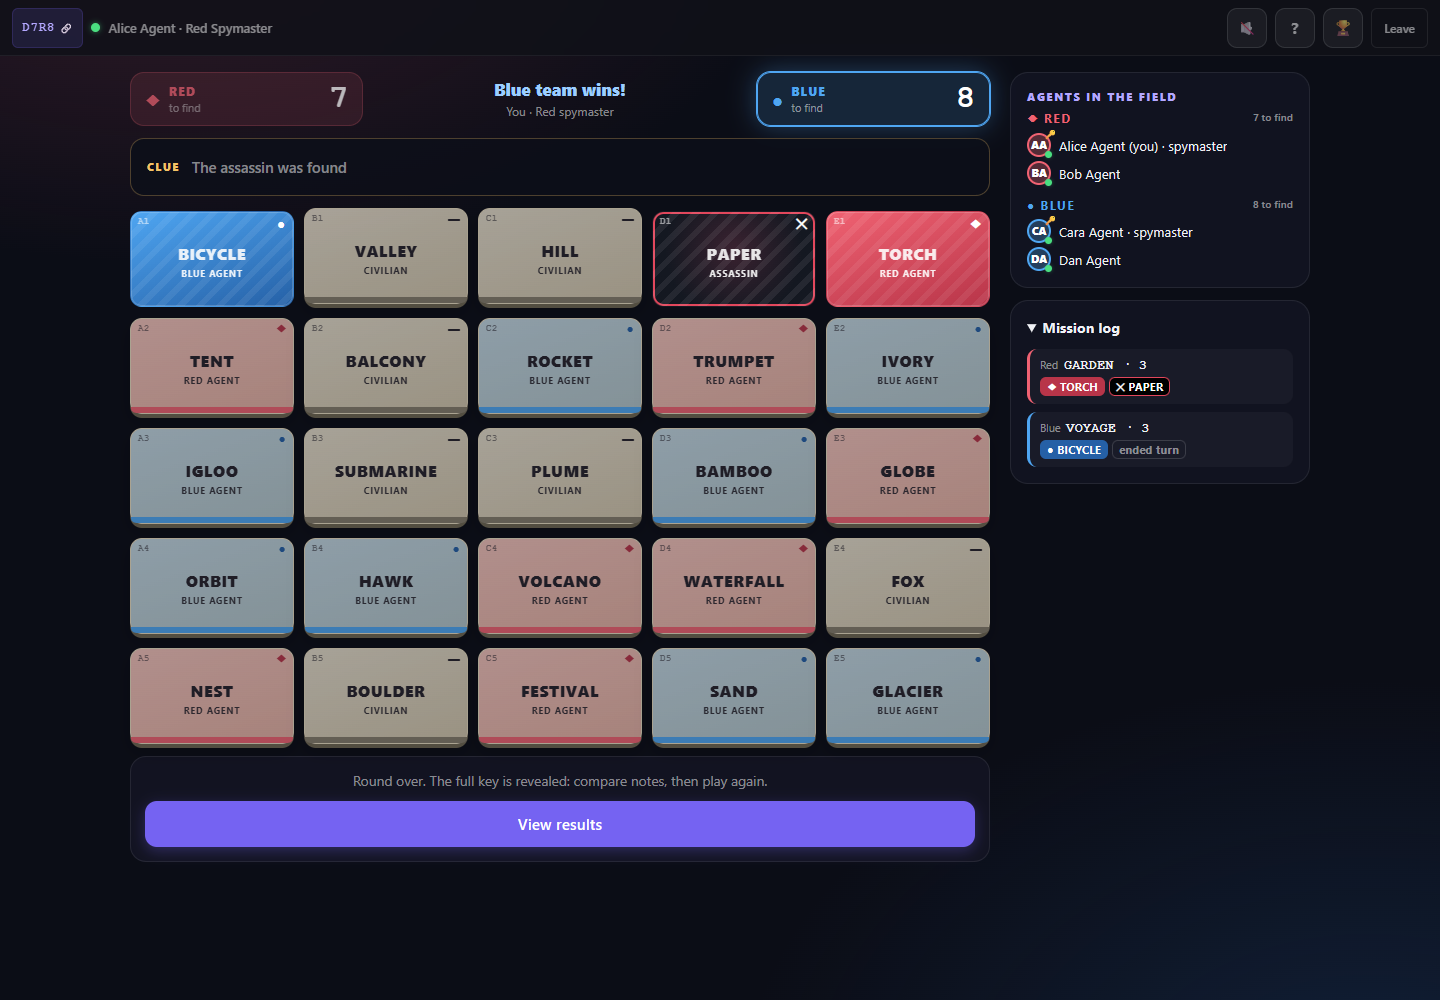 D7R8
Alice Agent · Red Spymaster
?
Leave
RED
to find
7
Blue team wins!
You · Red spymaster
BLUE
to find
8
CLUE The assassin was found
A1
BICYCLE
BLUE AGENT
B1
VALLEY
CIVILIAN
C1
HILL
CIVILIAN
D1
PAPER
ASSASSIN
E1
TORCH
RED AGENT
A2
TENT
RED AGENT
B2
BALCONY
CIVILIAN
C2
ROCKET
BLUE AGENT
D2
TRUMPET
RED AGENT
E2
IVORY
BLUE AGENT
A3
IGLOO
BLUE AGENT
B3
SUBMARINE
CIVILIAN
C3
PLUME
CIVILIAN
D3
BAMBOO
BLUE AGENT
E3
GLOBE
RED AGENT
A4
ORBIT
BLUE AGENT
B4
HAWK
BLUE AGENT
C4
VOLCANO
RED AGENT
D4
WATERFALL
RED AGENT
E4
FOX
CIVILIAN
A5
NEST
RED AGENT
B5
BOULDER
CIVILIAN
C5
FESTIVAL
RED AGENT
D5
SAND
BLUE AGENT
E5
GLACIER
BLUE AGENT
Round over. The full key is revealed: compare notes, then play again.
View results
AGENTS IN THE FIELD
RED 7 to find
AA Alice Agent (you) · spymaster
BA Bob Agent
BLUE 8 to find
CA Cara Agent · spymaster
DA Dan Agent
Mission log
Red GARDEN · 3
TORCH PAPER
Blue VOYAGE · 3
BICYCLE ended turn